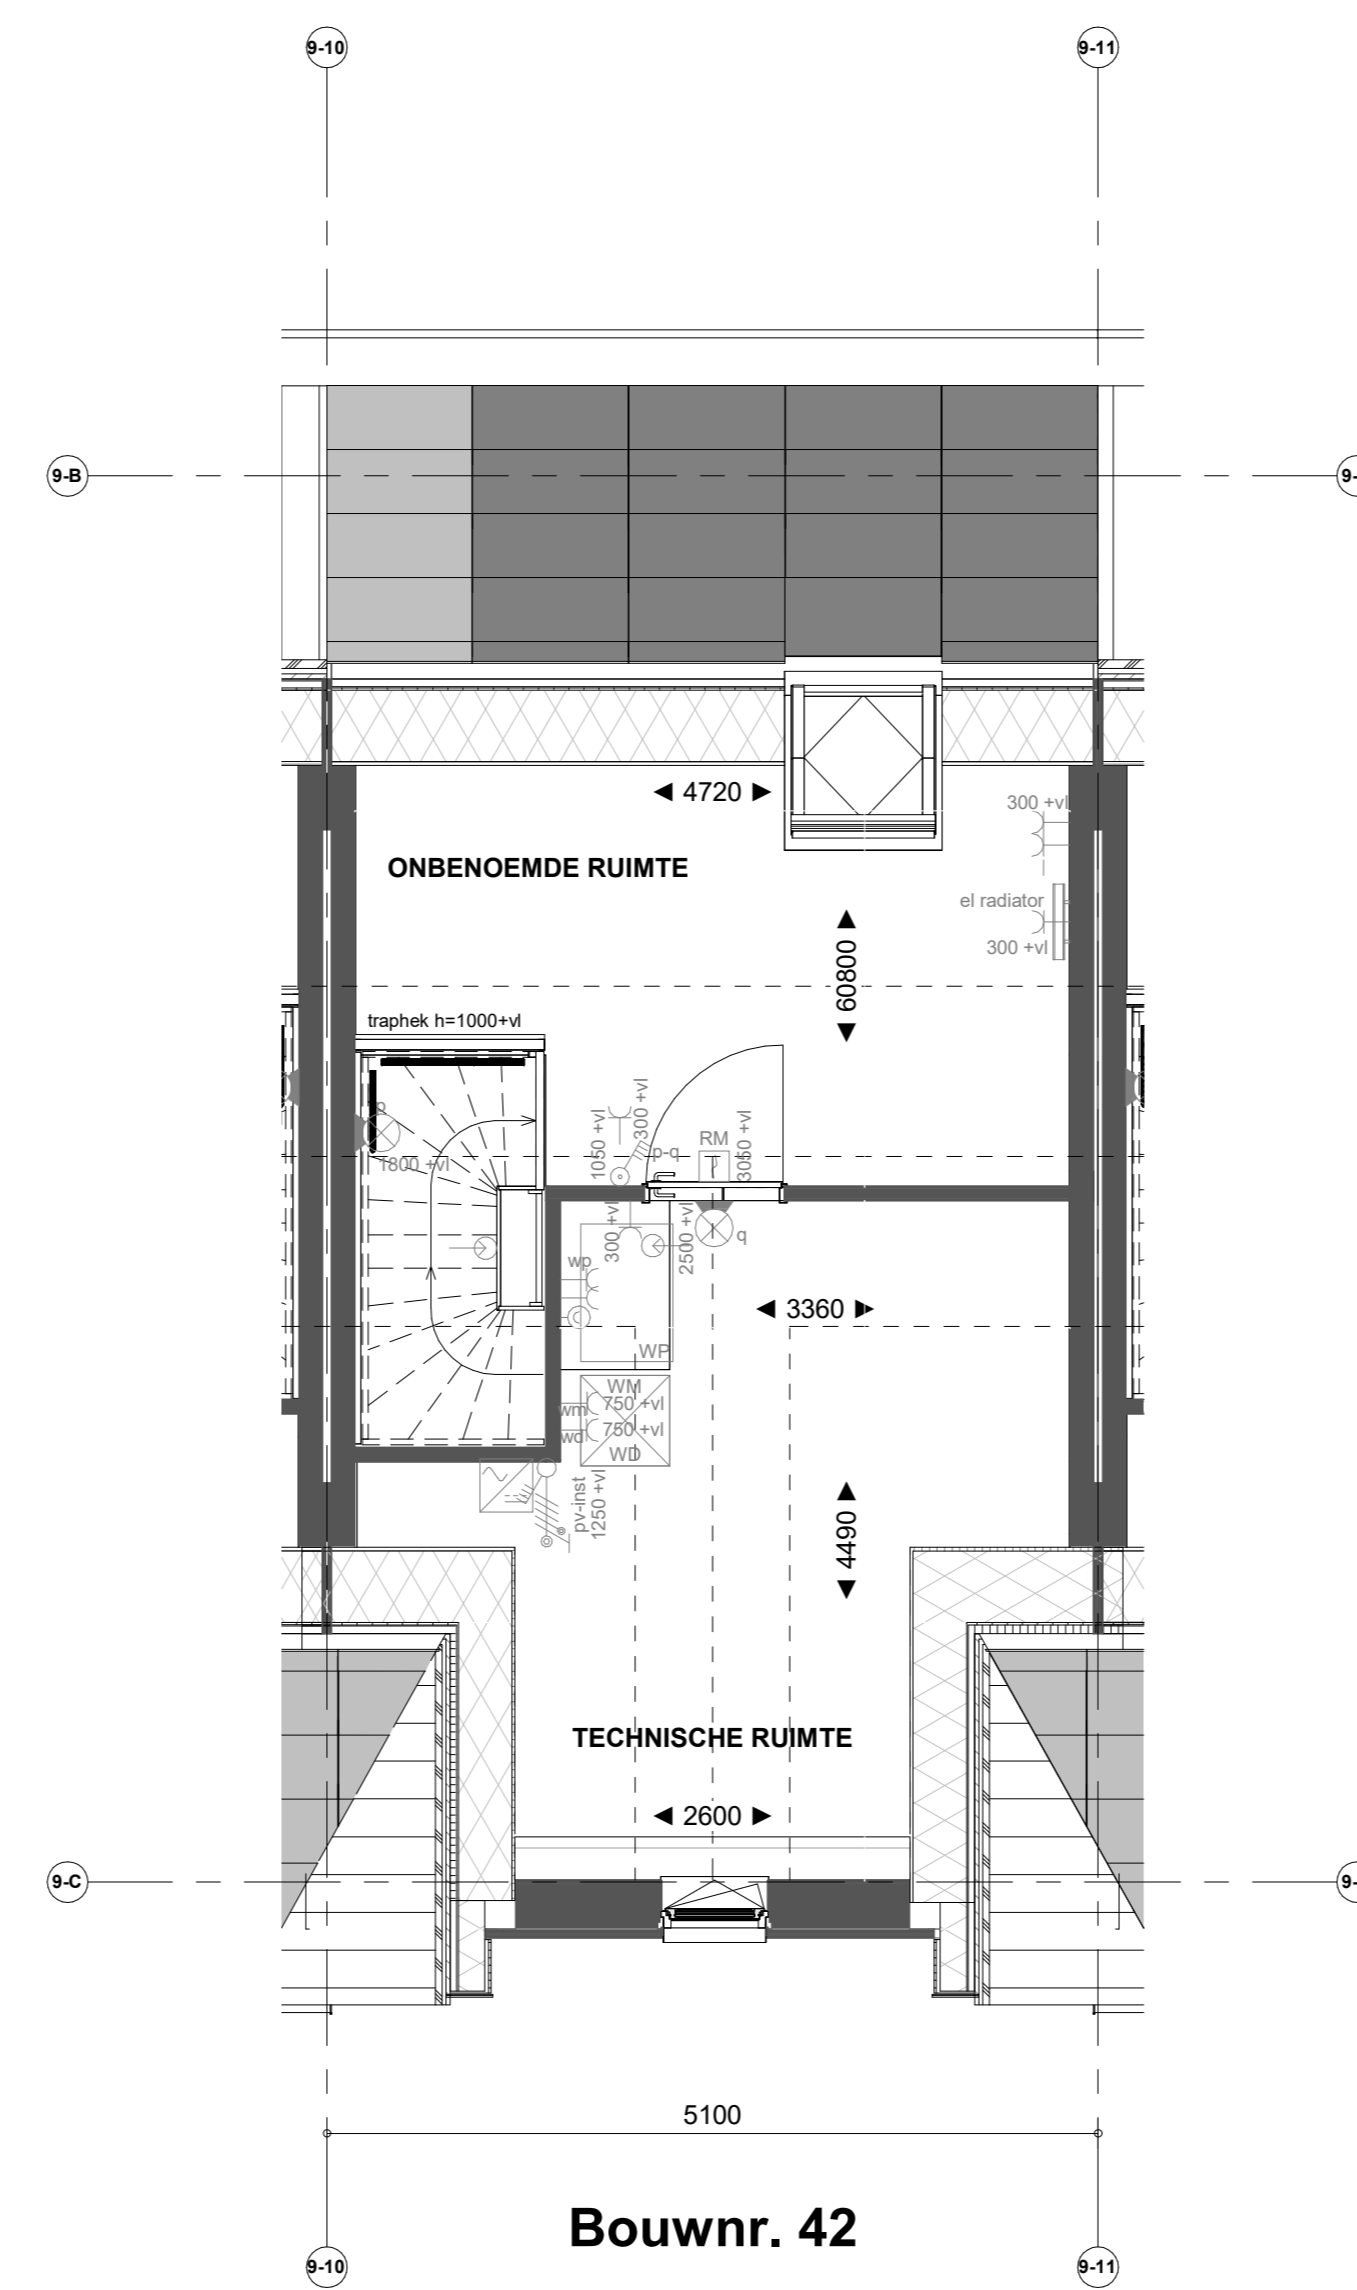 9-10 9-11
9-B 9-
4720
300 +vl
ONBENOEMDE RUIMTE
el radiator
60800
300 +vl
traphek h=1000+vl
p
1800 +vl
1050 +vl
300 +vl
p-q
RM
3050 +vl
300 +vl
2500 +vl
q
wp
3360
WP
WM
wm 750 +vl
wd 750 +vl
WD
pv-inst
1250 +vl
4490
TECHNISCHE RUIMTE
2600
9-C 9-
5100
Bouwnr. 42
9-10 9-11